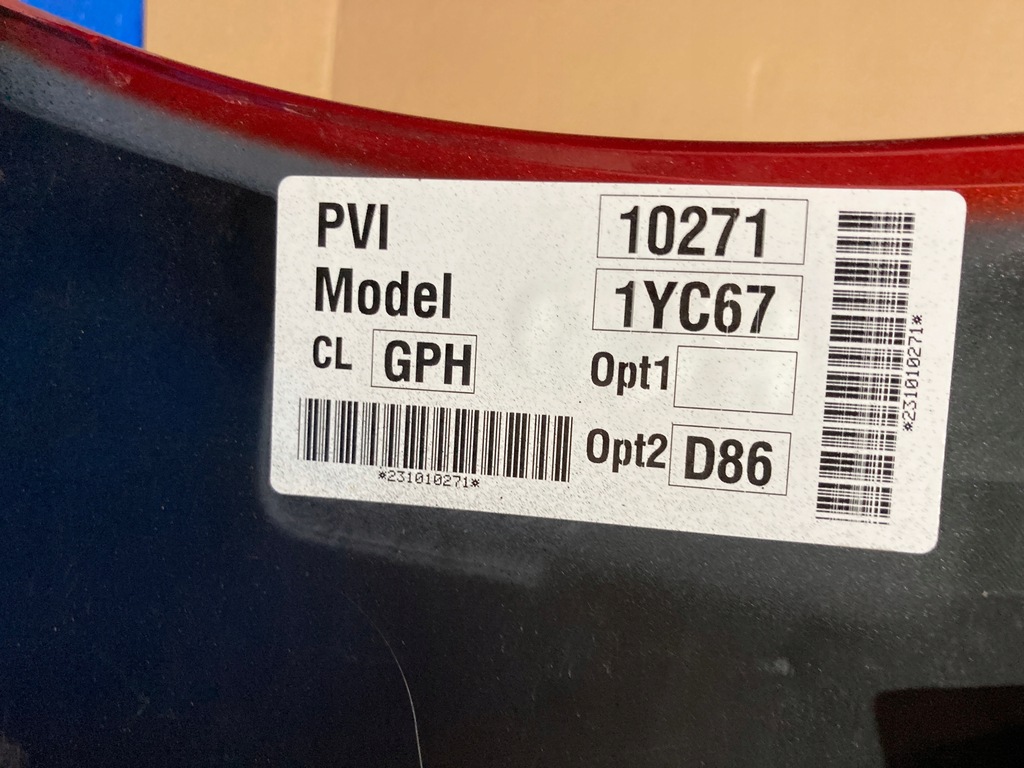 PVI 10271
Model 1YC67
CL GPH Opt1
Opt2 D86
*231010271*
*231010271*